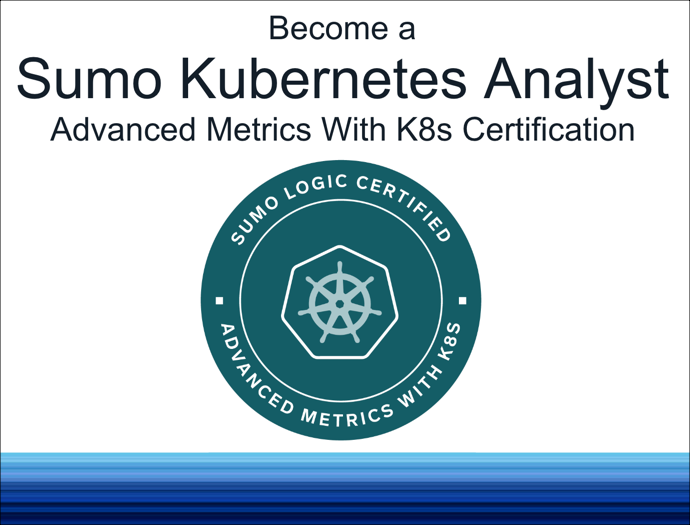 Become a
Sumo Kubernetes Analyst
Advanced Metrics With K8s Certification
SUMO LOGIC CERTIFIED
ADVANCED METRICS WITH K8S